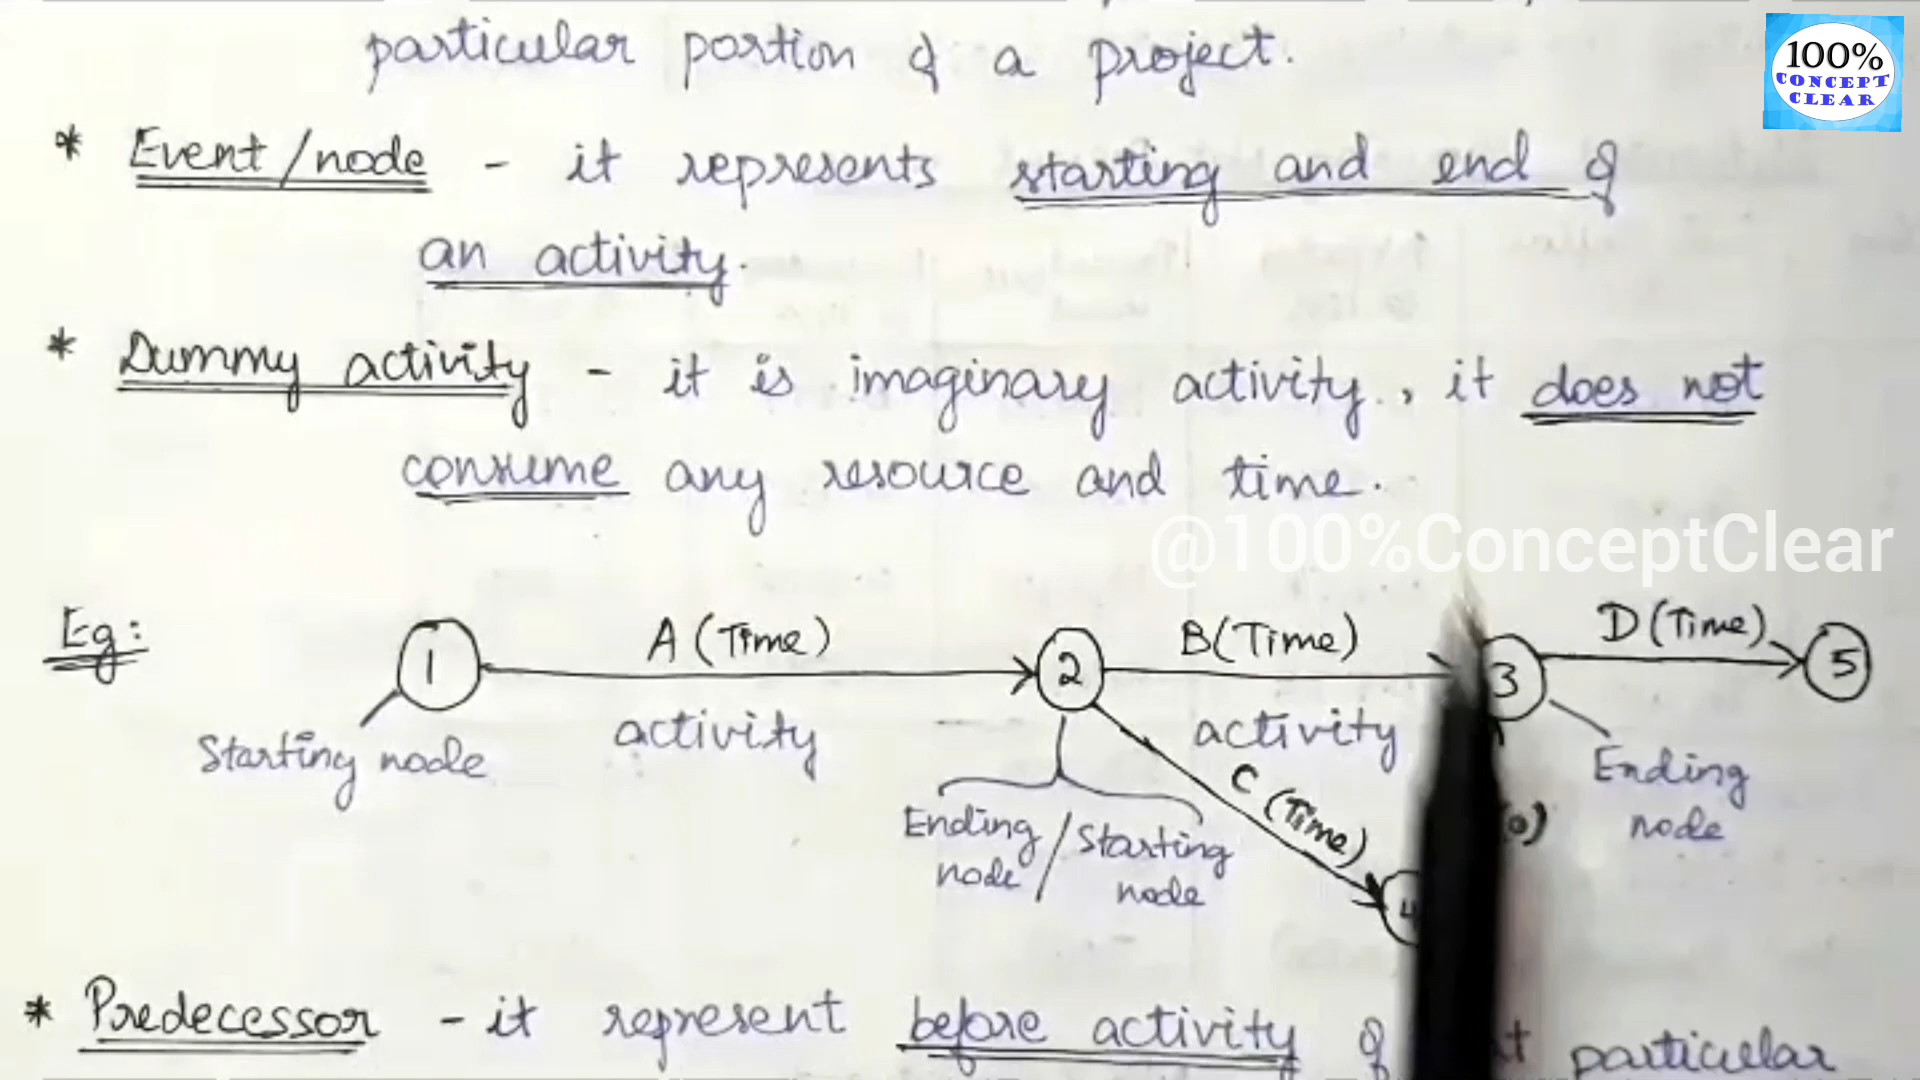 particular portion of a project.
100%
CONCEPT
CLEAR
* Event/node - it represents starting and end of
an activity.
* Dummy activity - it is imaginary activity, it does not
consume any resource and time.
@100%ConceptClear
Eg:
1 A (Time) 2 B(Time) 3 D(Time) 5
Starting node activity activity Ending
node
C (Time)
Ending / Starting
node node
4
* Predecessor - it represent before activity of particular